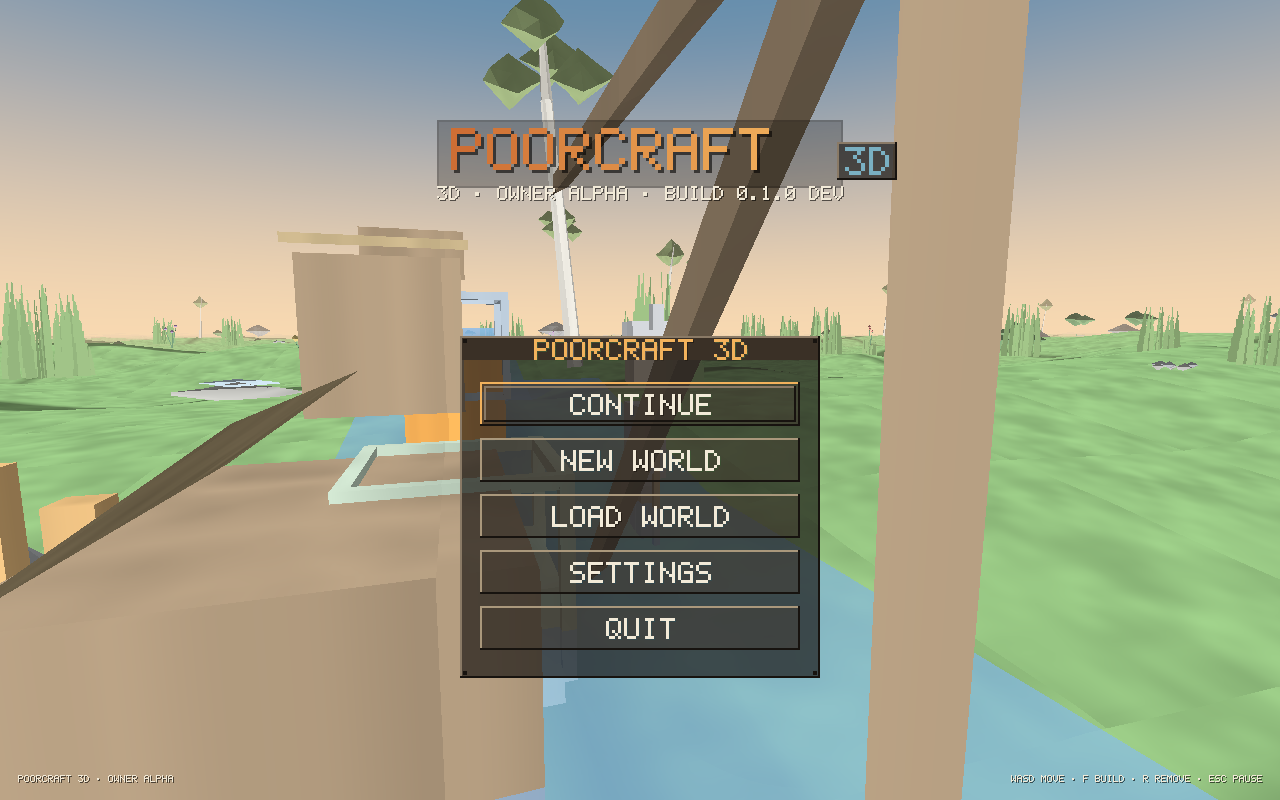 POORCRAFT 3D
3D · OWNER ALPHA · BUILD 0.1.0 DEV
POORCRAFT 3D
CONTINUE
NEW WORLD
LOAD WORLD
SETTINGS
QUIT
POORCRAFT 3D · OWNER ALPHA
WASD MOVE · F BUILD · R REMOVE · ESC PAUSE